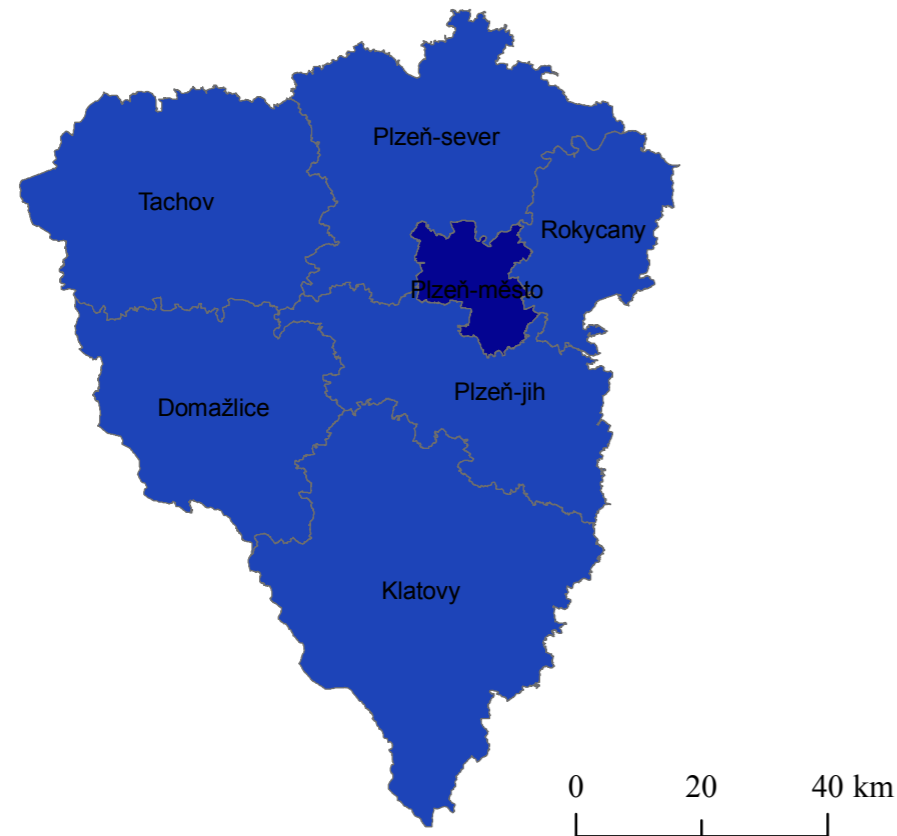 Plzeň-sever
Tachov
Rokycany
Plzeň-město
Plzeň-jih
Domažlice
Klatovy
0 20 40 km